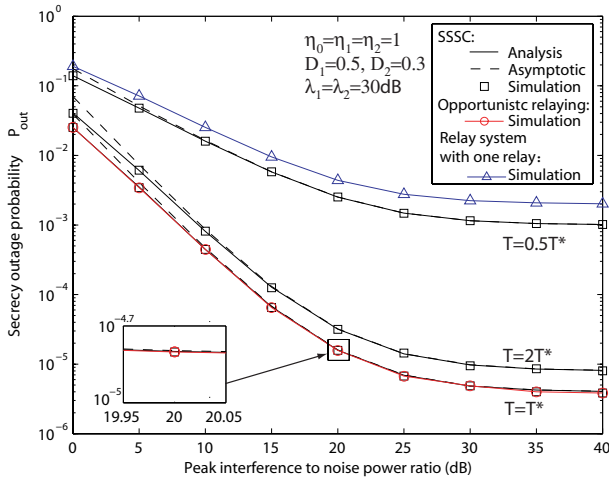 η₀=η₁=η₂=1
D₁=0.5, D₂=0.3
λ₁=λ₂=30dB
SSSC:
Analysis
Asymptotic
Simulation
Opportunistc relaying:
Simulation
Relay system
with one relay:
Simulation
Secrecy outage probability P_out
10⁰
10⁻¹
10⁻²
10⁻³
10⁻⁴
10⁻⁵
10⁻⁶
T=0.5T*
T=2T*
T=T*
10⁻⁴·⁷
10⁻⁵
19.95 20 20.05
0 5 10 15 20 25 30 35 40
Peak interference to noise power ratio (dB)